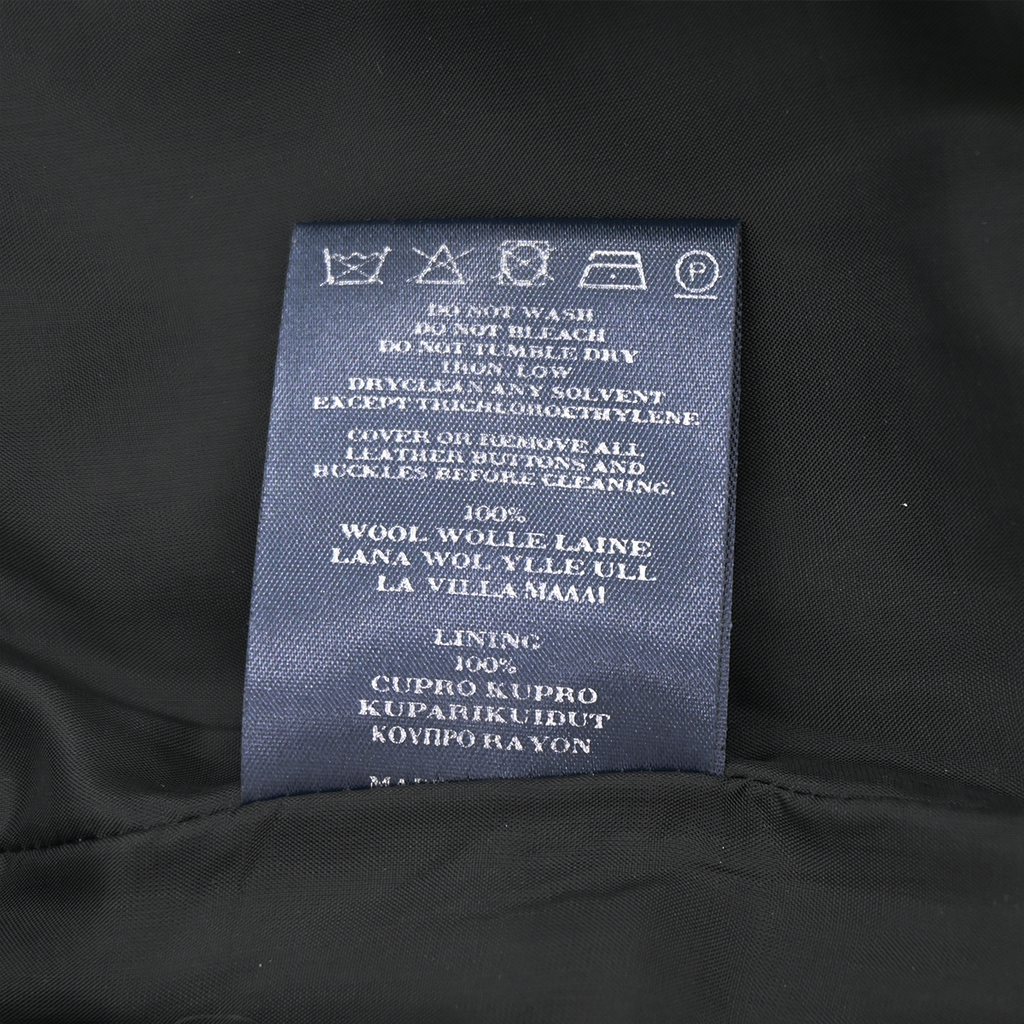 P
DO NOT WASH
DO NOT BLEACH
DO NOT TUMBLE DRY
IRON, LOW
DRYCLEAN ANY SOLVENT
EXCEPT TRICHLOROETHYLENE
COVER OR REMOVE ALL
LEATHER BUTTONS AND
BUCKLES BEFORE CLEANING.
100%
WOOL WOLLE LAINE
LANA WOL YLLE ULL
LA VILLA ΜΑΛΛΙ
LINING
100%
CUPRO KUPRO
KUPARIKUIDUT
ΚΟΥΠΡΟ RAYON